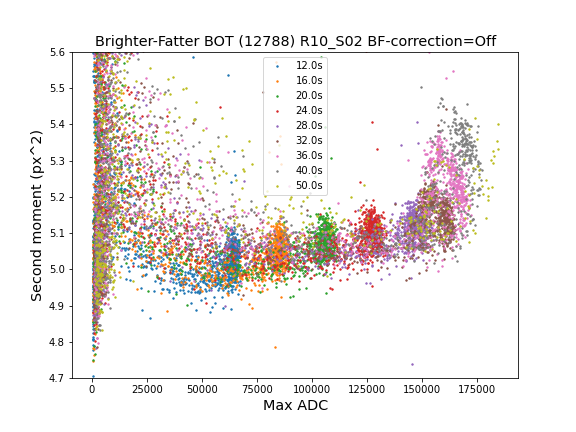 Brighter-Fatter BOT (12788) R10_S02 BF-correction=Off
5.6
5.5
5.4
5.3
5.2
5.1
5.0
4.9
4.8
4.7
Second moment (px^2)
12.0s
16.0s
20.0s
24.0s
28.0s
32.0s
36.0s
40.0s
50.0s
0 25000 50000 75000 100000 125000 150000 175000
Max ADC